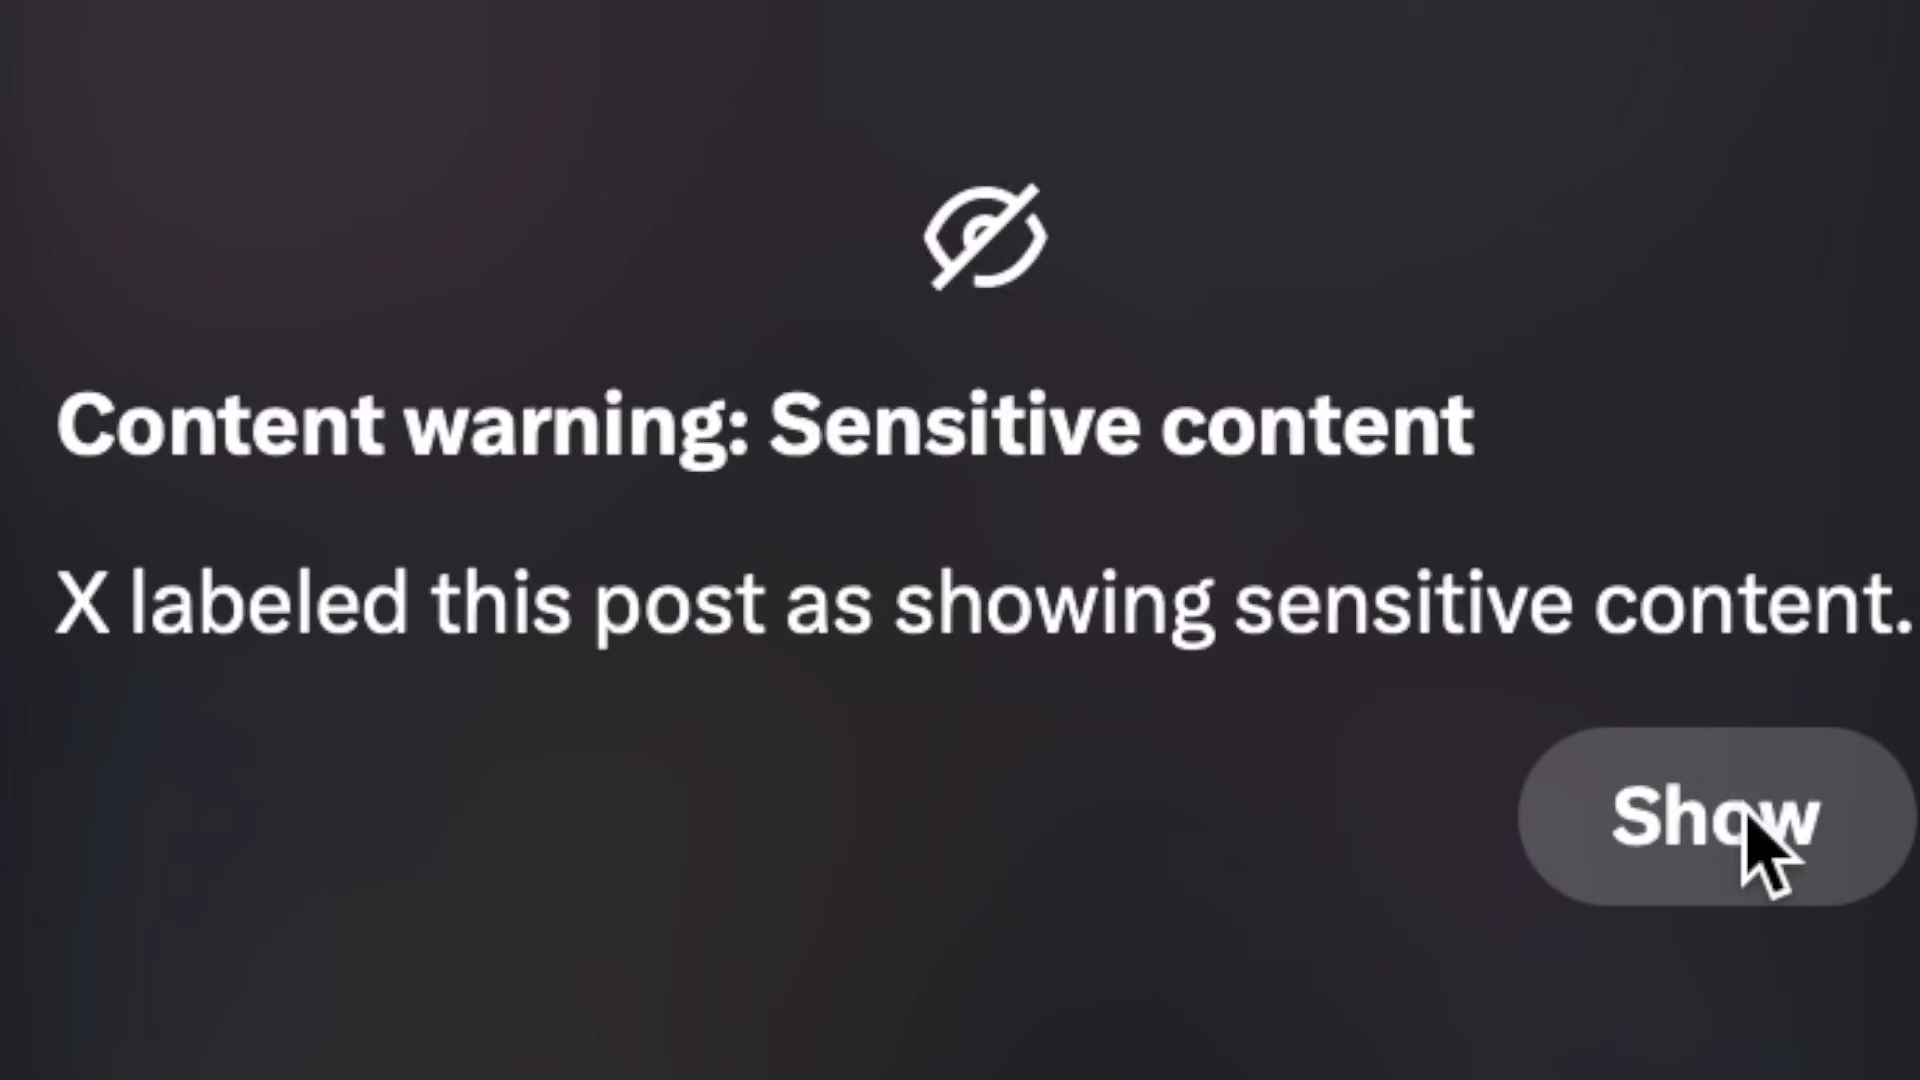 Content warning: Sensitive content
X labeled this post as showing sensitive content.
Show